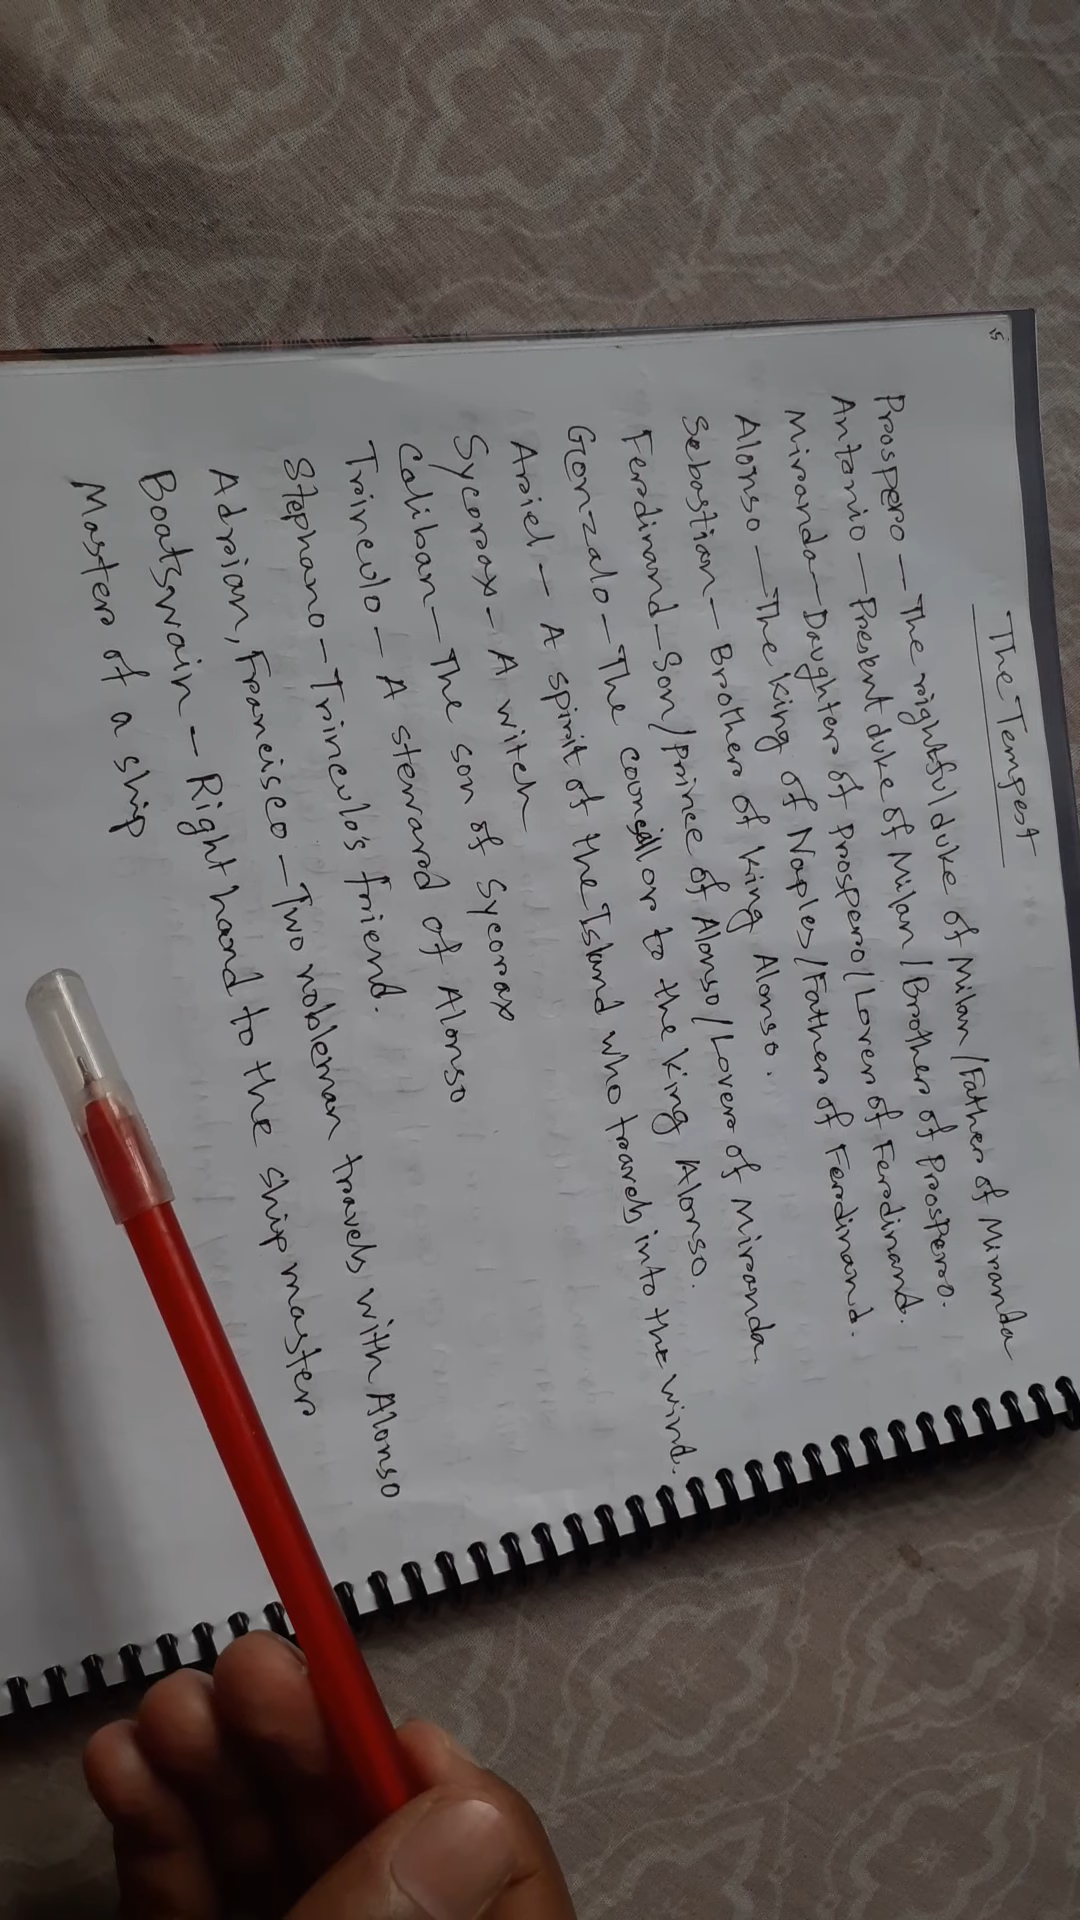 5
The Tempest
Prospero — The rightful duke of Milan / Father of Miranda
Antonio — Present duke of Milan / Brother of Prospero.
Miranda — Daughter of Prospero / Lover of Ferdinand.
Alonso — The King of Naples / Father of Ferdinand.
Sebastian — Brother of King Alonso.
Ferdinand — Son/Prince of Alonso / Lover of Miranda.
Gonzalo — The councillor to the king Alonso.
Ariel — A spirit of the Island who travels into the wind.
Sycorax — A witch
Caliban — The son of Sycorax
Trinculo — A steward of Alonso
Stephano — Trinculo's friend.
Adrian, Francisco — Two nobleman travels with Alonso
Boatswain — Right hand to the ship master
Master of a ship